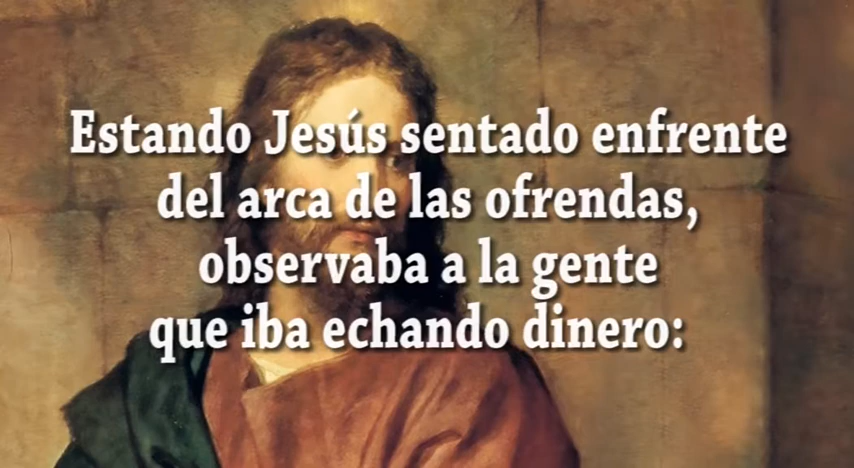 Estando Jesús sentado enfrente
del arca de las ofrendas,
observaba a la gente
que iba echando dinero: